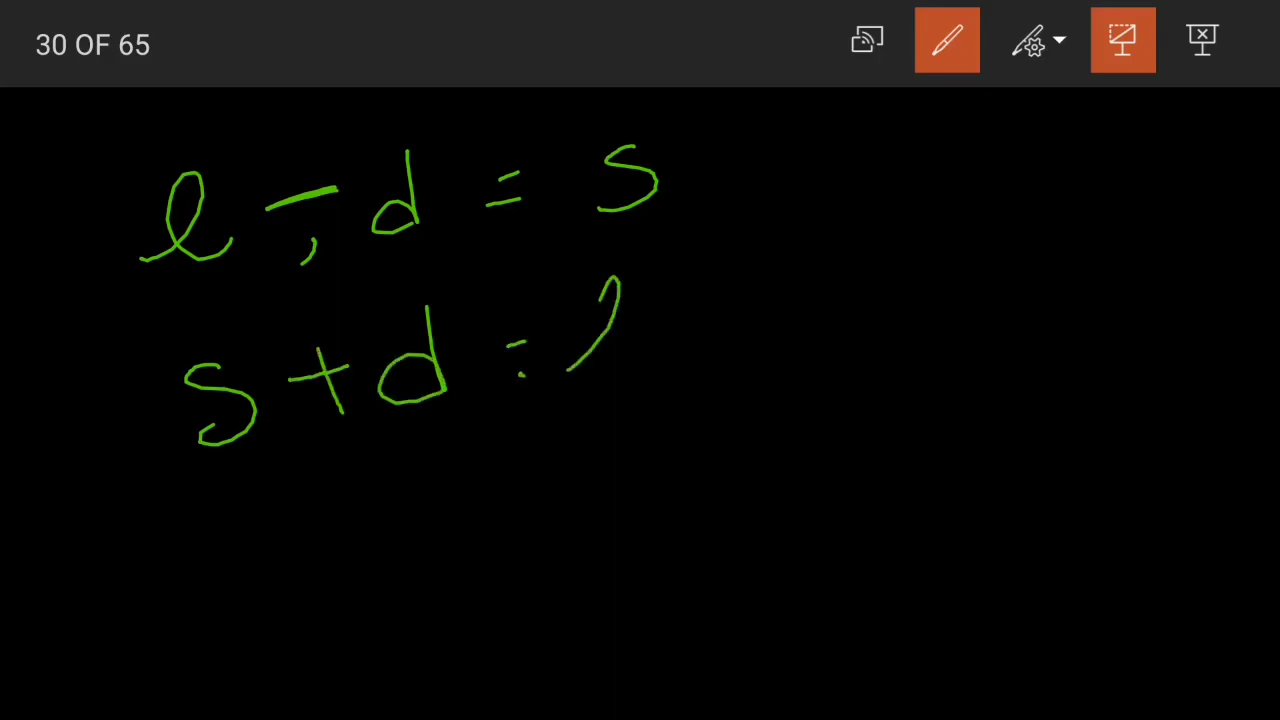 30 OF 65
l - , d = s
s + d =